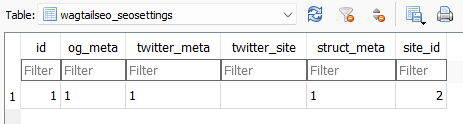 Table: wagtailseo_seosettings
id og_meta twitter_meta twitter_site struct_meta site_id
Filter Filter Filter Filter Filter Filter
1 1 1 1 1 2